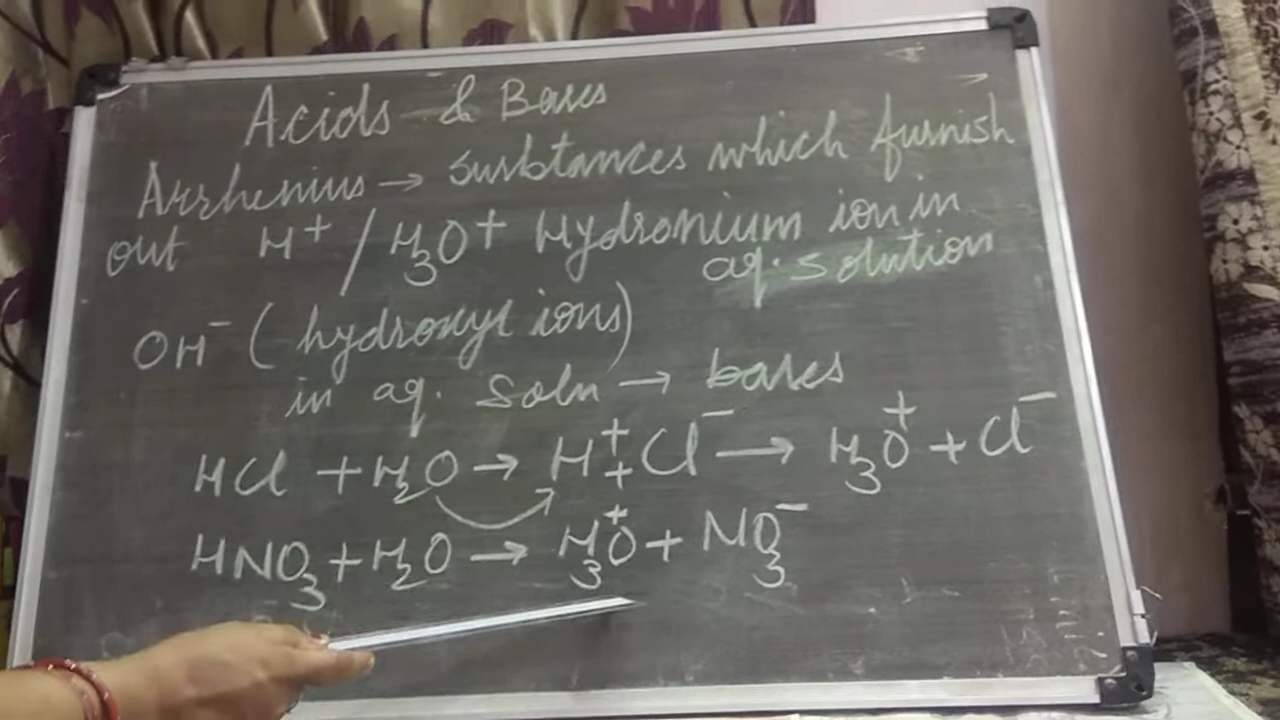 Acids & Bases
Arrhenius → substances which furnish
out H⁺ / H₃O⁺ Hydronium ion in
aq. solution
OH⁻ ( hydroxyl ions)
in aq. soln → bases
HCl + H₂O → H⁺ + Cl⁻ → H₃O⁺ + Cl⁻
HNO₃ + H₂O → H₃O⁺ + NO₃⁻